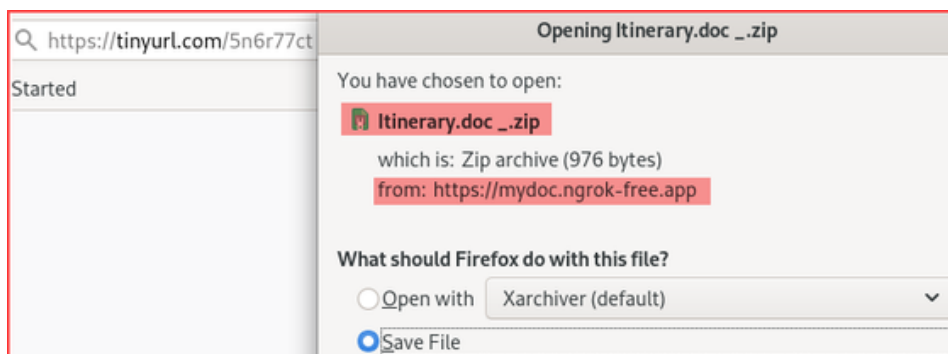 https://tinyurl.com/5n6r77ct
Started
Opening Itinerary.doc _.zip
You have chosen to open:
Itinerary.doc _.zip
which is: Zip archive (976 bytes)
from: https://mydoc.ngrok-free.app
What should Firefox do with this file?
Open with Xarchiver (default)
Save File